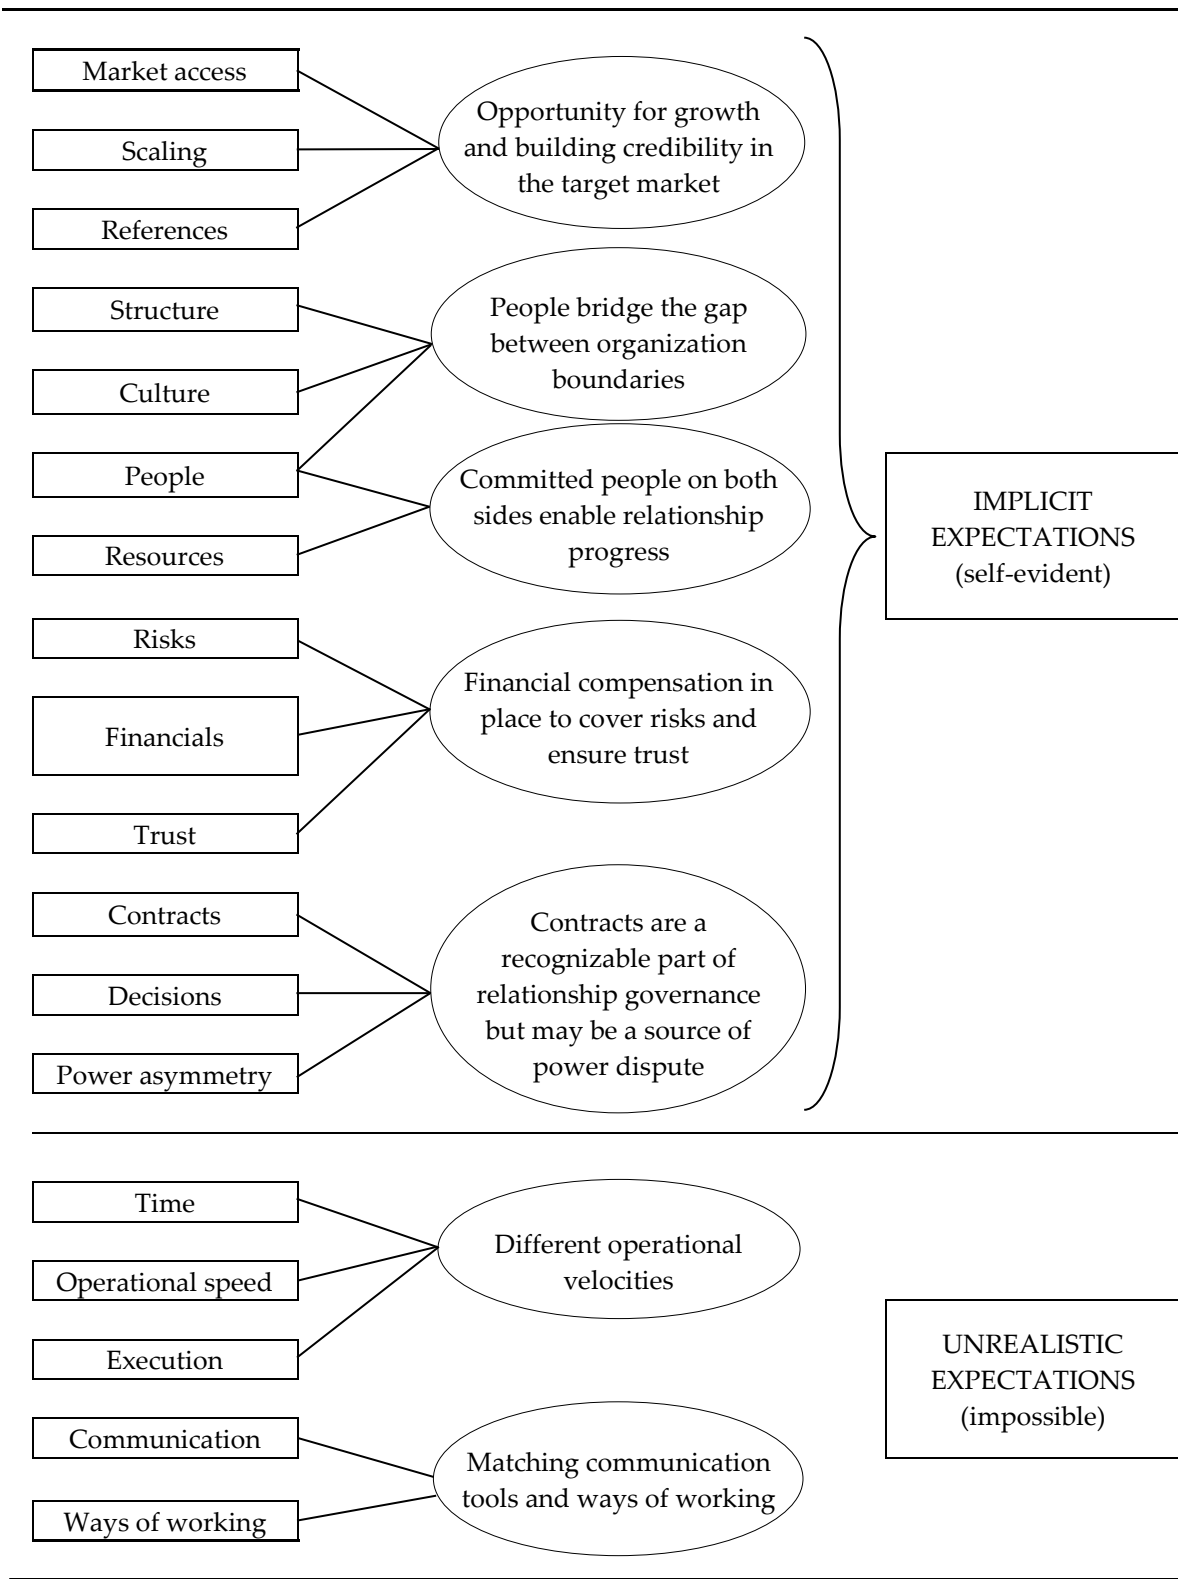 Market access
Scaling
References
Opportunity for growth
and building credibility in
the target market
Structure
Culture
People
Resources
People bridge the gap
between organization
boundaries
Committed people on both
sides enable relationship
progress
Risks
Financials
Trust
Financial compensation in
place to cover risks and
ensure trust
Contracts
Decisions
Power asymmetry
Contracts are a
recognizable part of
relationship governance
but may be a source of
power dispute
IMPLICIT
EXPECTATIONS
(self-evident)
Time
Operational speed
Execution
Different operational
velocities
Communication
Ways of working
Matching communication
tools and ways of working
UNREALISTIC
EXPECTATIONS
(impossible)